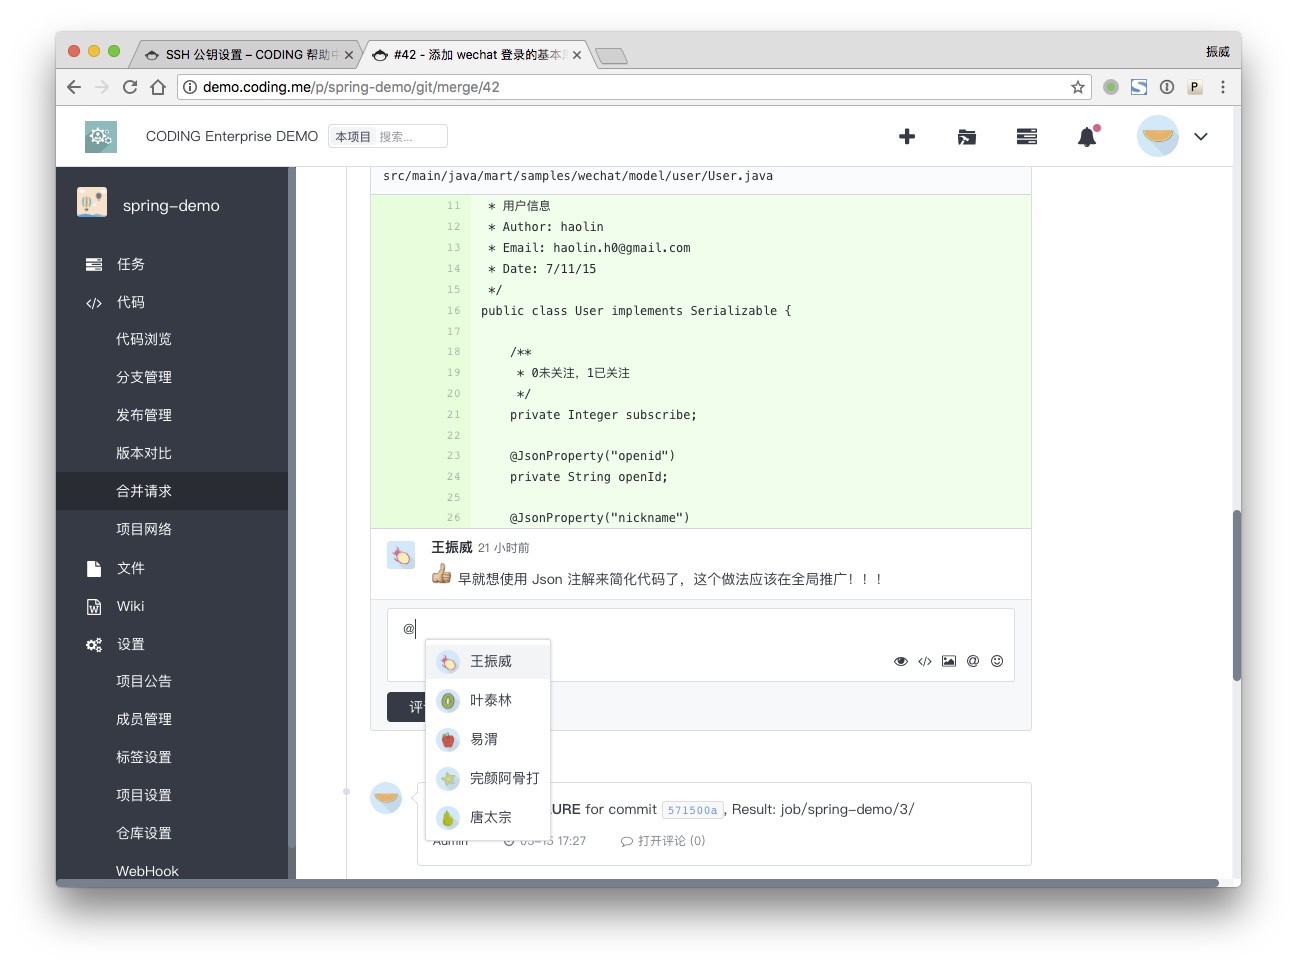 SSH 公钥设置 – CODING 帮助中
#42 - 添加 wechat 登录的基本
振威
demo.coding.me/p/spring-demo/git/merge/42
P
CODING Enterprise DEMO
本项目 搜索...
spring-demo
任务
代码
代码浏览
分支管理
发布管理
版本对比
合并请求
项目网络
文件
Wiki
设置
项目公告
成员管理
标签设置
项目设置
仓库设置
WebHook
src/main/java/mart/samples/wechat/model/user/User.java
11 * 用户信息
12 * Author: haolin
13 * Email: haolin.h0@gmail.com
14 * Date: 7/11/15
15 */
16 public class User implements Serializable {
17
18 /**
19 * 0未关注，1已关注
20 */
21 private Integer subscribe;
22
23 @JsonProperty("openid")
24 private String openId;
25
26 @JsonProperty("nickname")
王振威 21 小时前
早就想使用 Json 注解来简化代码了，这个做法应该在全局推广！！！
@
王振威
叶泰林
易渭
完颜阿骨打
唐太宗
评
URE for commit 571500a, Result: job/spring-demo/3/
Admin 17:27 打开评论 (0)